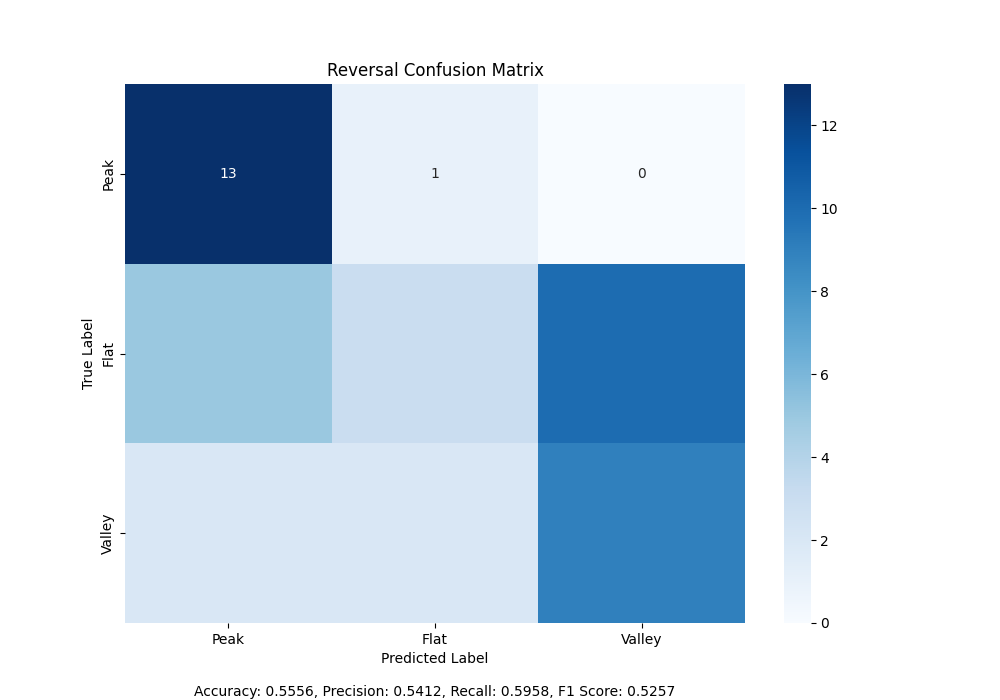 Reversal Confusion Matrix
13 1 0
12
10
8
6
4
2
0
Peak
Flat
Valley
True Label
Peak Flat Valley
Predicted Label
Accuracy: 0.5556, Precision: 0.5412, Recall: 0.5958, F1 Score: 0.5257